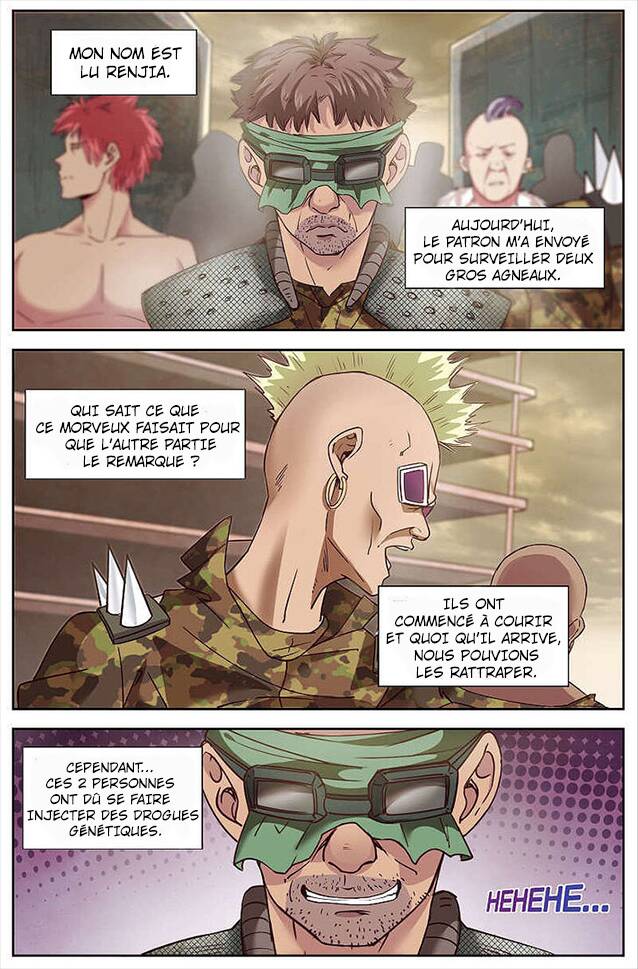 MON NOM EST
LU RENJIA.
AUJOURD'HUI,
LE PATRON M'A ENVOYÉ
POUR SURVEILLER DEUX
GROS AGNEAUX.
QUI SAIT CE QUE
CE MORVEUX FAISAIT POUR
QUE L'AUTRE PARTIE
LE REMARQUE ?
ILS ONT
COMMENCÉ À COURIR
ET QUOI QU'IL ARRIVE,
NOUS POUVIONS
LES RATTRAPER.
CEPENDANT...
CES 2 PERSONNES
ONT DÛ SE FAIRE
INJECTER DES DROGUES
GÉNÉTIQUES.
HEHEHE...